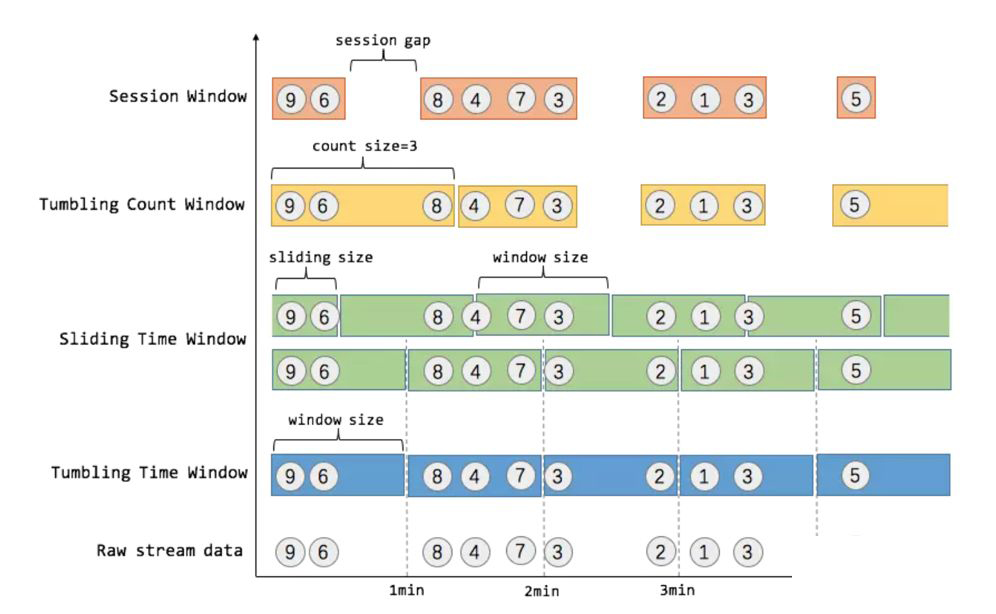 session gap
Session Window
9 6 8 4 7 3 2 1 3 5
count size=3
Tumbling Count Window
9 6 8 4 7 3 2 1 3 5
sliding size
window size
9 6 8 4 7 3 2 1 3 5
Sliding Time Window
9 6 8 4 7 3 2 1 3 5
window size
Tumbling Time Window
9 6 8 4 7 3 2 1 3 5
Raw stream data
9 6 8 4 7 3 2 1 3
1min 2min 3min